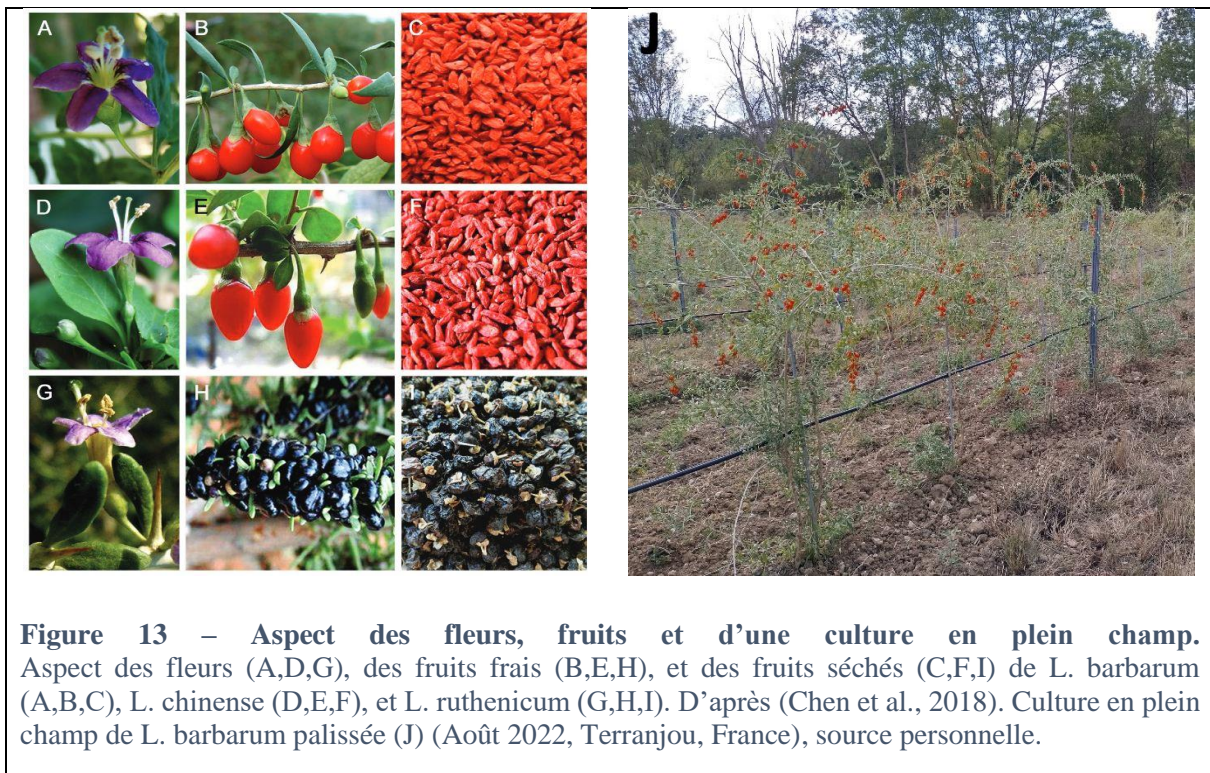 A
B
C
D
E
F
G
H
I
J
Figure 13 – Aspect des fleurs, fruits et d’une culture en plein champ.
Aspect des fleurs (A,D,G), des fruits frais (B,E,H), et des fruits séchés (C,F,I) de L. barbarum
(A,B,C), L. chinense (D,E,F), et L. ruthenicum (G,H,I). D’après (Chen et al., 2018). Culture en plein
champ de L. barbarum palissée (J) (Août 2022, Terranjou, France), source personnelle.